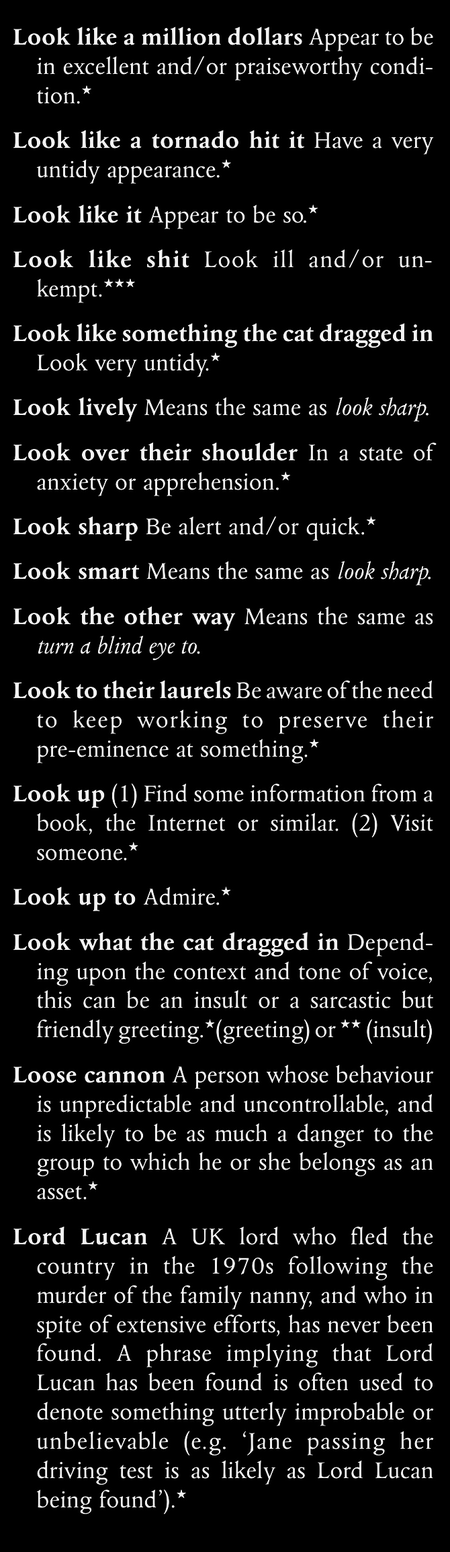 Look like a million dollars Appear to be
in excellent and/or praiseworthy condi-
tion.★
Look like a tornado hit it Have a very
untidy appearance.★
Look like it Appear to be so.★
Look like shit Look ill and/or un-
kempt.★★★
Look like something the cat dragged in
Look very untidy.★
Look lively Means the same as look sharp.
Look over their shoulder In a state of
anxiety or apprehension.★
Look sharp Be alert and/or quick.★
Look smart Means the same as look sharp.
Look the other way Means the same as
turn a blind eye to.
Look to their laurels Be aware of the need
to keep working to preserve their
pre-eminence at something.★
Look up (1) Find some information from a
book, the Internet or similar. (2) Visit
someone.★
Look up to Admire.★
Look what the cat dragged in Depend-
ing upon the context and tone of voice,
this can be an insult or a sarcastic but
friendly greeting.★(greeting) or ★★ (insult)
Loose cannon A person whose behaviour
is unpredictable and uncontrollable, and
is likely to be as much a danger to the
group to which he or she belongs as an
asset.★
Lord Lucan A UK lord who fled the
country in the 1970s following the
murder of the family nanny, and who in
spite of extensive efforts, has never been
found. A phrase implying that Lord
Lucan has been found is often used to
denote something utterly improbable or
unbelievable (e.g. ‘Jane passing her
driving test is as likely as Lord Lucan
being found’).★